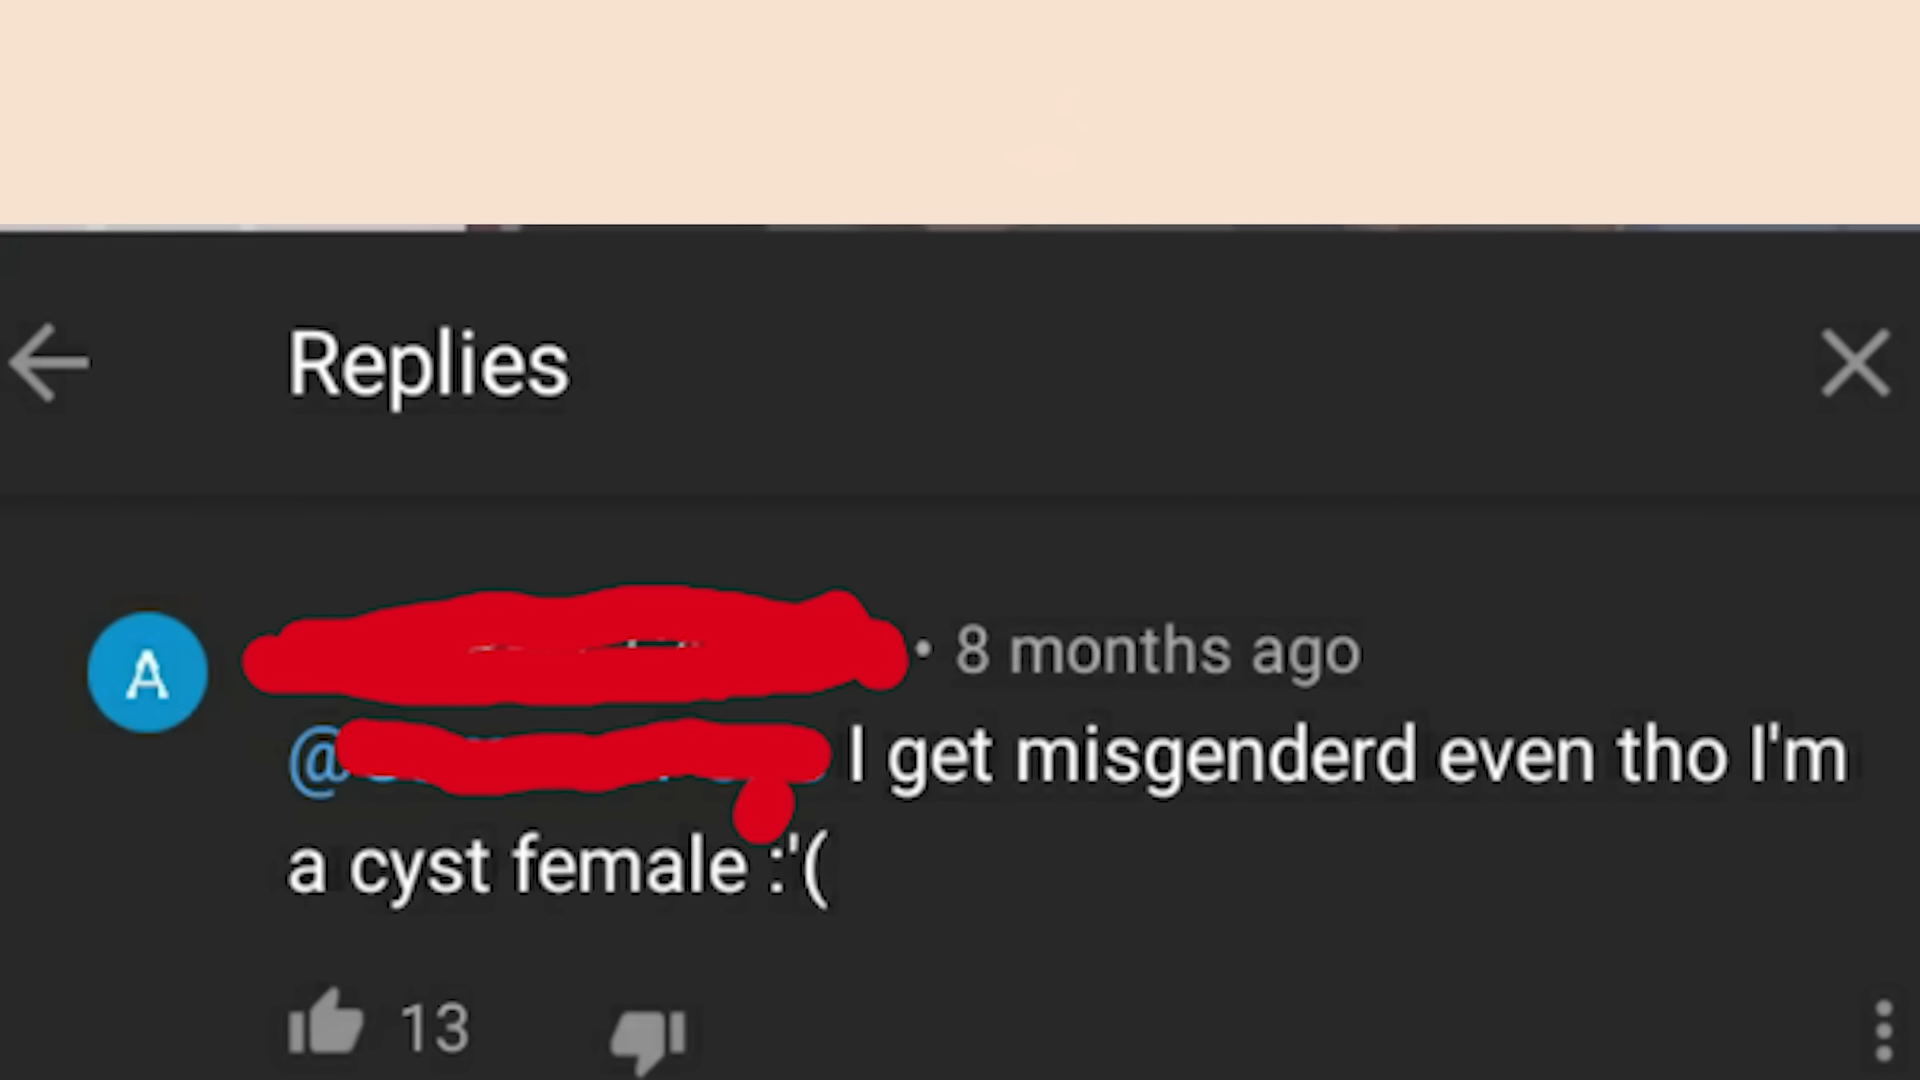 Replies
A
• 8 months ago
@ I get misgenderd even tho I'm
a cyst female :'(
13